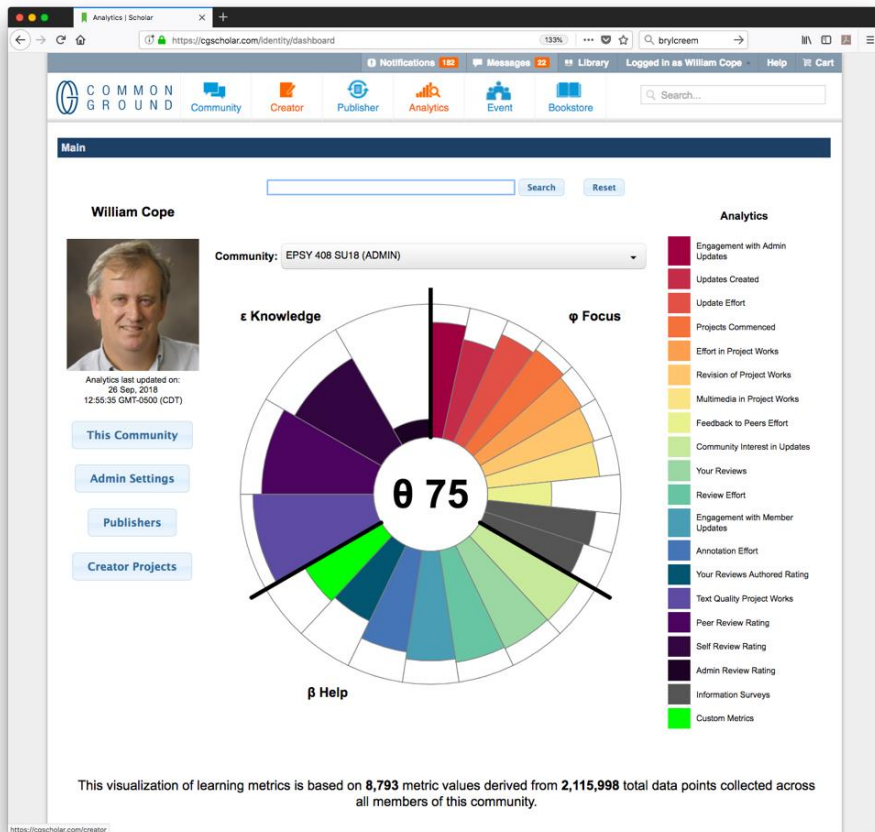 Analytics | Scholar
https://cgscholar.com/identity/dashboard
133%
brylcreem
Notifications 182 Messages 22 Library Logged in as William Cope Help Cart
COMMON
GROUND
Community Creator Publisher Analytics Event Bookstore
Search...
Main
Search Reset
William Cope
Community: EPSY 408 SU18 (ADMIN)
Analytics last updated on:
26 Sep, 2018
12:55:35 GMT-0500 (CDT)
This Community
Admin Settings
Publishers
Creator Projects
ε Knowledge
φ Focus
θ 75
β Help
Analytics
Engagement with Admin
Updates
Updates Created
Update Effort
Projects Commenced
Effort in Project Works
Revision of Project Works
Multimedia in Project Works
Feedback to Peers Effort
Community Interest in Updates
Your Reviews
Review Effort
Engagement with Member
Updates
Annotation Effort
Your Reviews Authored Rating
Text Quality Project Works
Peer Review Rating
Self Review Rating
Admin Review Rating
Information Surveys
Custom Metrics
This visualization of learning metrics is based on 8,793 metric values derived from 2,115,998 total data points collected across
all members of this community.
https://cgscholar.com/creator